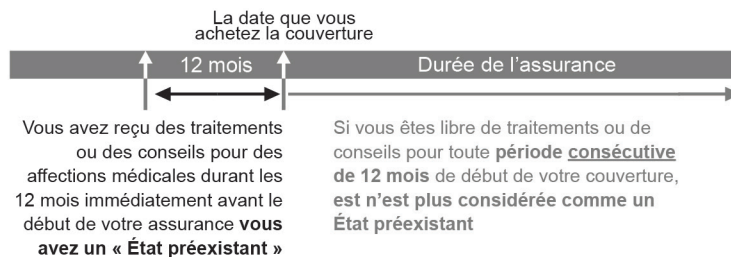 La date que vous
achetez la couverture
12 mois
Durée de l'assurance
Vous avez reçu des traitements
ou des conseils pour des
affections médicales durant les
12 mois immédiatement avant le
début de votre assurance vous
avez un « État préexistant »
Si vous êtes libre de traitements ou de
conseils pour toute période consécutive
de 12 mois de début de votre couverture,
est n'est plus considérée comme un
État préexistant